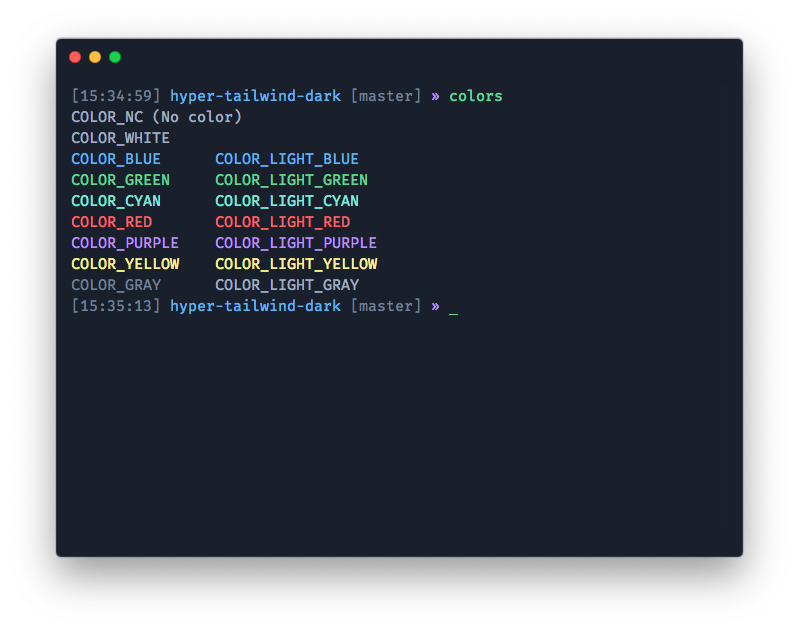 [15:34:59] hyper-tailwind-dark [master] » colors
COLOR_NC (No color)
COLOR_WHITE
COLOR_BLUE      COLOR_LIGHT_BLUE
COLOR_GREEN     COLOR_LIGHT_GREEN
COLOR_CYAN      COLOR_LIGHT_CYAN
COLOR_RED       COLOR_LIGHT_RED
COLOR_PURPLE    COLOR_LIGHT_PURPLE
COLOR_YELLOW    COLOR_LIGHT_YELLOW
COLOR_GRAY      COLOR_LIGHT_GRAY
[15:35:13] hyper-tailwind-dark [master] » _